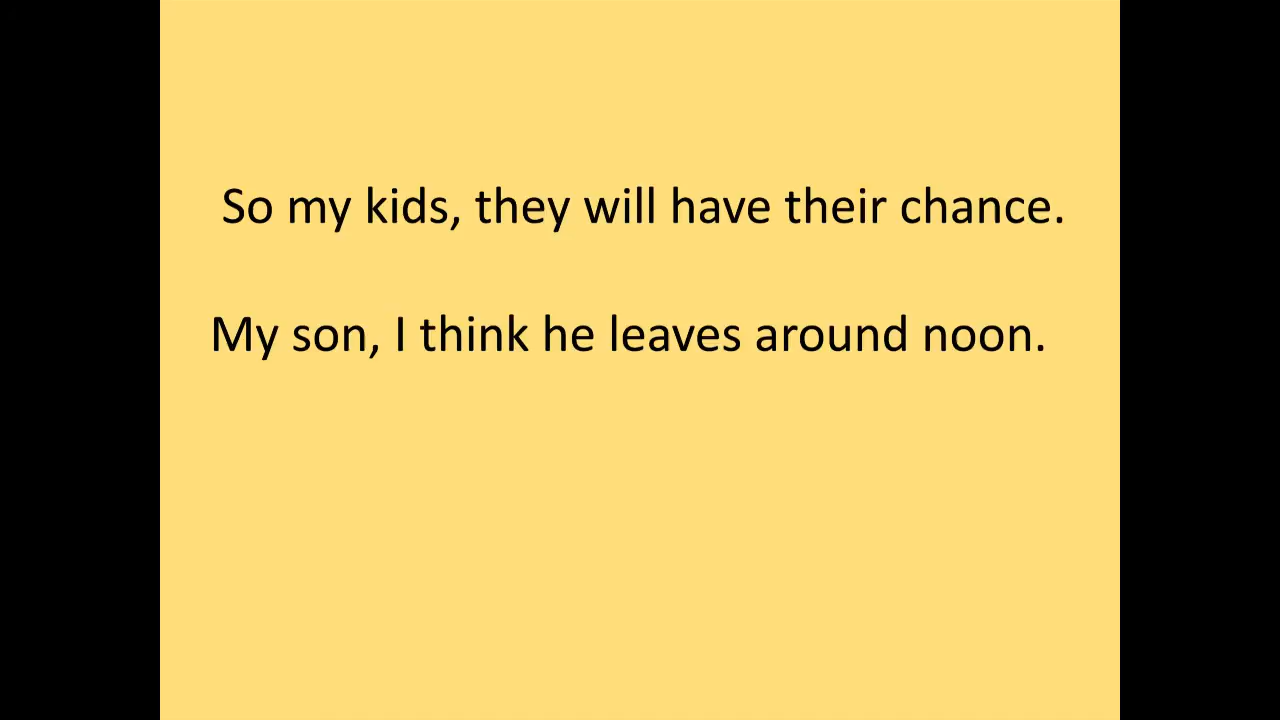 So my kids, they will have their chance.
My son, I think he leaves around noon.